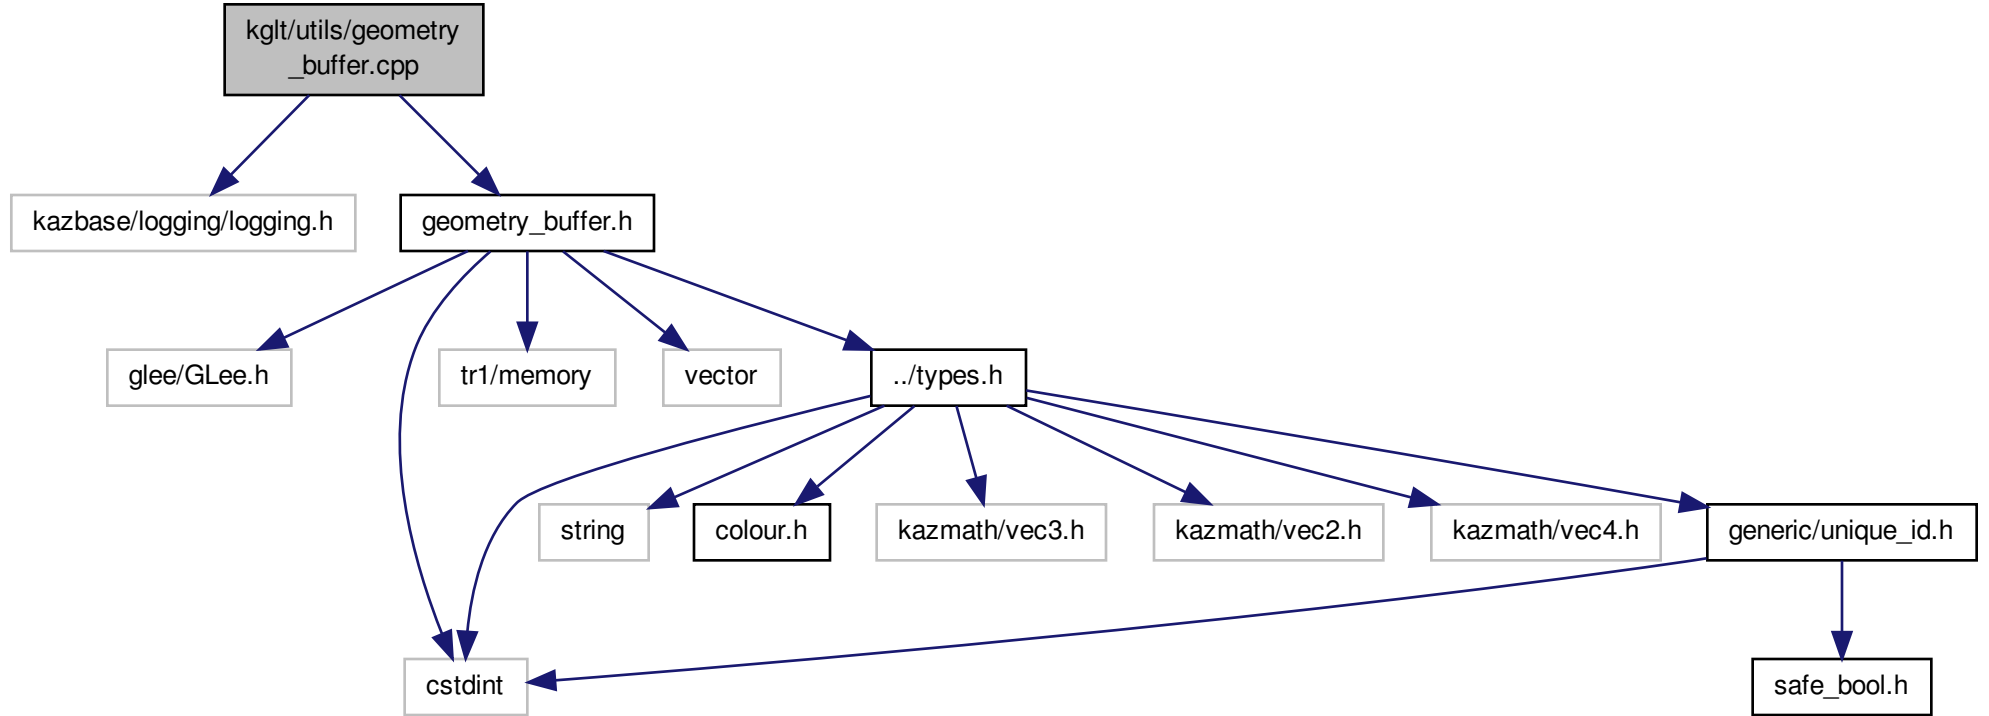 kglt/utils/geometry
_buffer.cpp
kazbase/logging/logging.h
geometry_buffer.h
glee/GLee.h
tr1/memory
vector
../types.h
string
colour.h
kazmath/vec3.h
kazmath/vec2.h
kazmath/vec4.h
generic/unique_id.h
cstdint
safe_bool.h